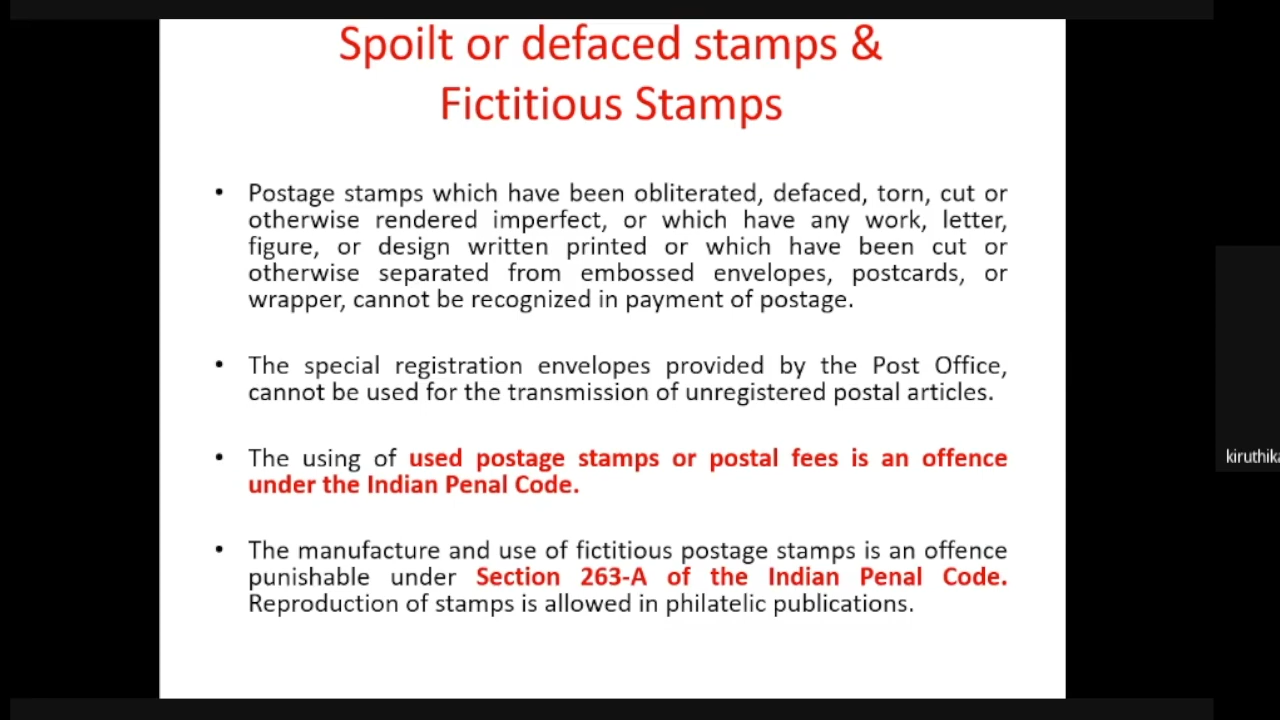 Spoilt or defaced stamps &
Fictitious Stamps
• Postage stamps which have been obliterated, defaced, torn, cut or
otherwise rendered imperfect, or which have any work, letter,
figure, or design written printed or which have been cut or
otherwise separated from embossed envelopes, postcards, or
wrapper, cannot be recognized in payment of postage.
• The special registration envelopes provided by the Post Office,
cannot be used for the transmission of unregistered postal articles.
• The using of used postage stamps or postal fees is an offence
under the Indian Penal Code.
• The manufacture and use of fictitious postage stamps is an offence
punishable under Section 263-A of the Indian Penal Code.
Reproduction of stamps is allowed in philatelic publications.
kiruthika